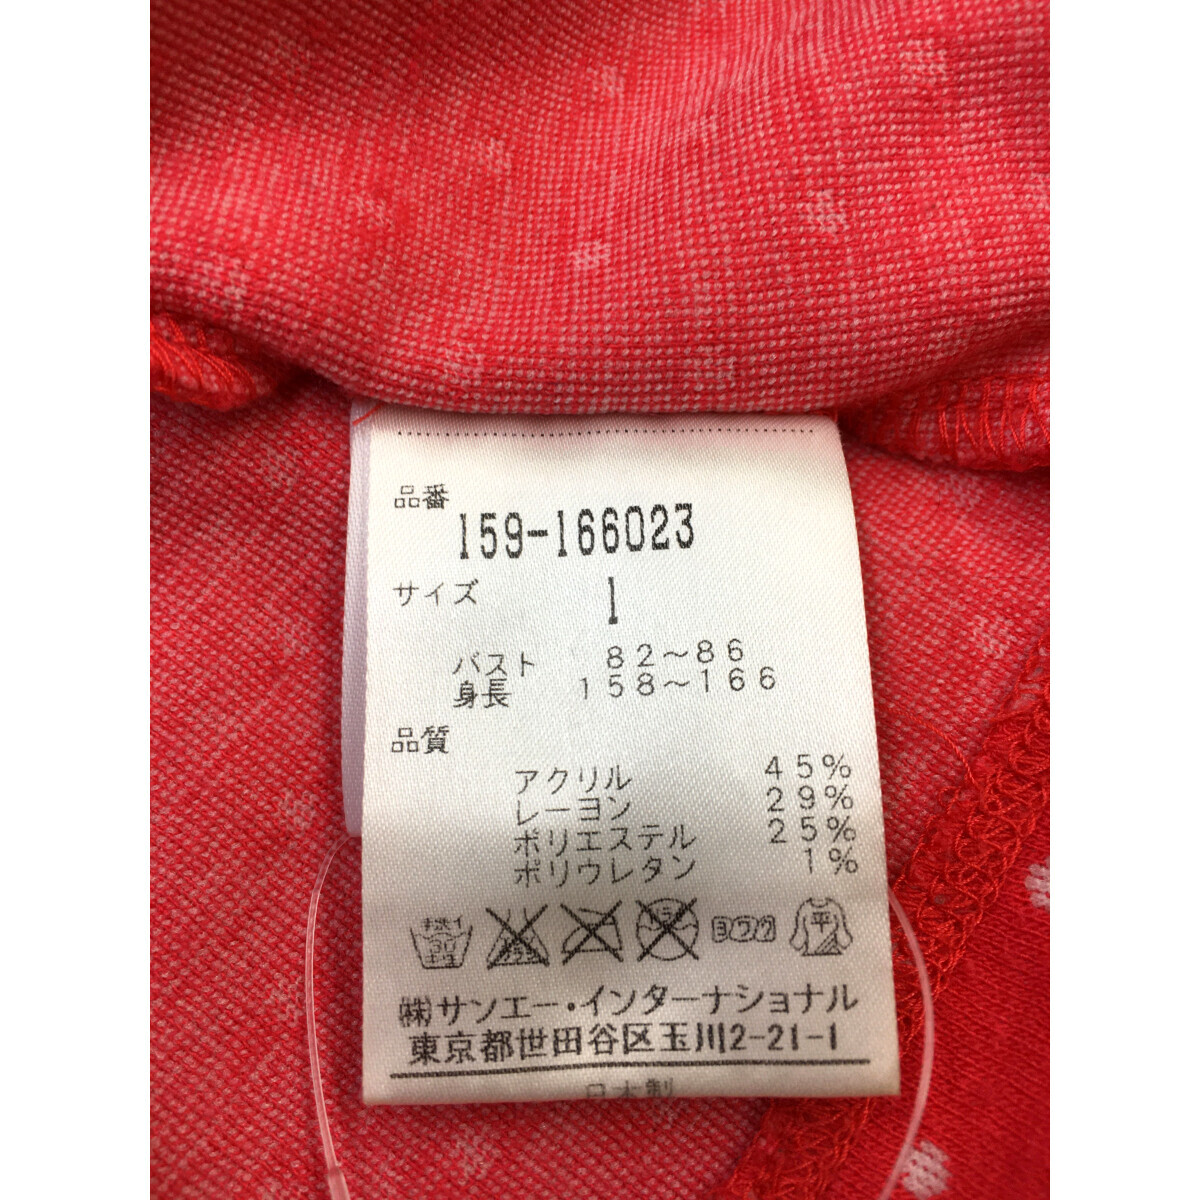 品番
159-166023
サイズ 1
バスト 82～86
身長 158～166
品質
アクリル 45%
レーヨン 29%
ポリエステル 25%
ポリウレタン 1%
手洗イ 30 中性 ヨワク 平
㈱サンエー・インターナショナル
東京都世田谷区玉川2-21-1
日本製